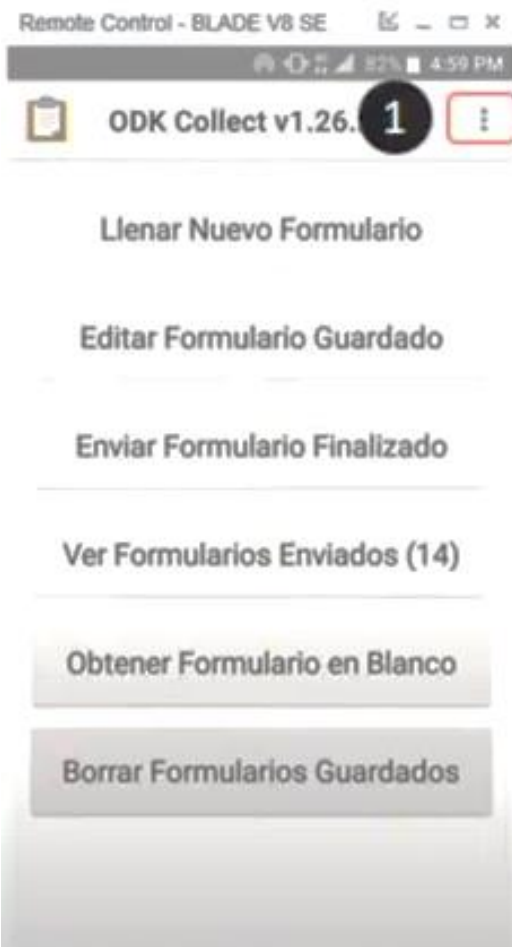 Remote Control - BLADE V8 SE
82% 4:59 PM
ODK Collect v1.26.
1
Llenar Nuevo Formulario
Editar Formulario Guardado
Enviar Formulario Finalizado
Ver Formularios Enviados (14)
Obtener Formulario en Blanco
Borrar Formularios Guardados